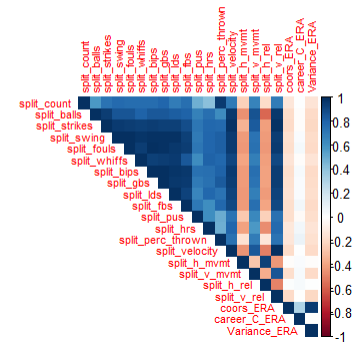 split_count
split_balls
split_strikes
split_swing
split_fouls
split_whiffs
split_bips
split_gbs
split_lds
split_fbs
split_pus
split_hrs
split_perc_thrown
split_velocity
split_h_mvmt
split_v_mvmt
split_h_rel
split_v_rel
coors_ERA
career_C_ERA
Variance_ERA
split_count
split_balls
split_strikes
split_swing
split_fouls
split_whiffs
split_bips
split_gbs
split_lds
split_fbs
split_pus
split_hrs
split_perc_thrown
split_velocity
split_h_mvmt
split_v_mvmt
split_h_rel
split_v_rel
coors_ERA
career_C_ERA
Variance_ERA
1
0.8
0.6
0.4
0.2
0
-0.2
-0.4
-0.6
-0.8
-1